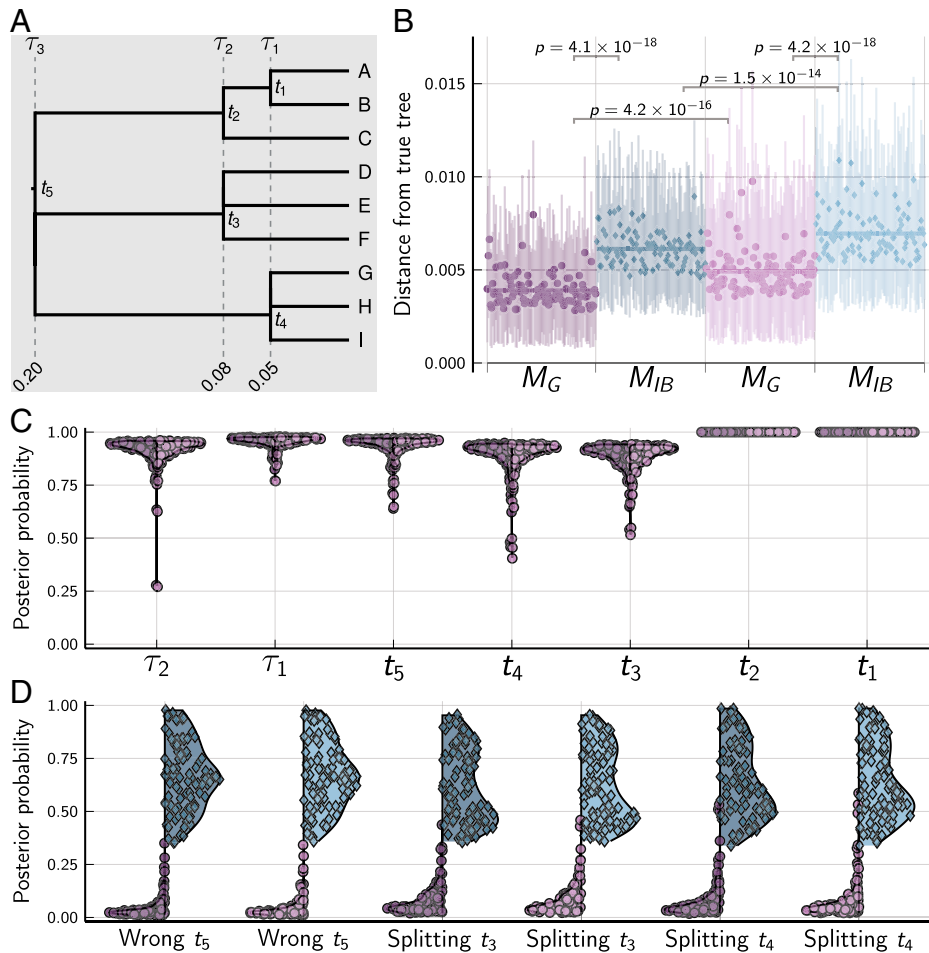 A
τ₃
τ₂
τ₁
A
t₁
B
t₂
C
D
t₅
E
t₃
F
G
H
t₄
I
0.20
0.08
0.05
B
p = 4.1 × 10⁻¹⁸
p = 4.2 × 10⁻¹⁸
p = 1.5 × 10⁻¹⁴
p = 4.2 × 10⁻¹⁶
Distance from true tree
0.015
0.010
0.005
0.000
M_G
M_IB
M_G
M_IB
C
Posterior probability
1.00
0.75
0.50
0.25
0.00
τ₂
τ₁
t₅
t₄
t₃
t₂
t₁
D
Posterior probability
1.00
0.75
0.50
0.25
0.00
Wrong t₅
Wrong t₅
Splitting t₃
Splitting t₃
Splitting t₄
Splitting t₄